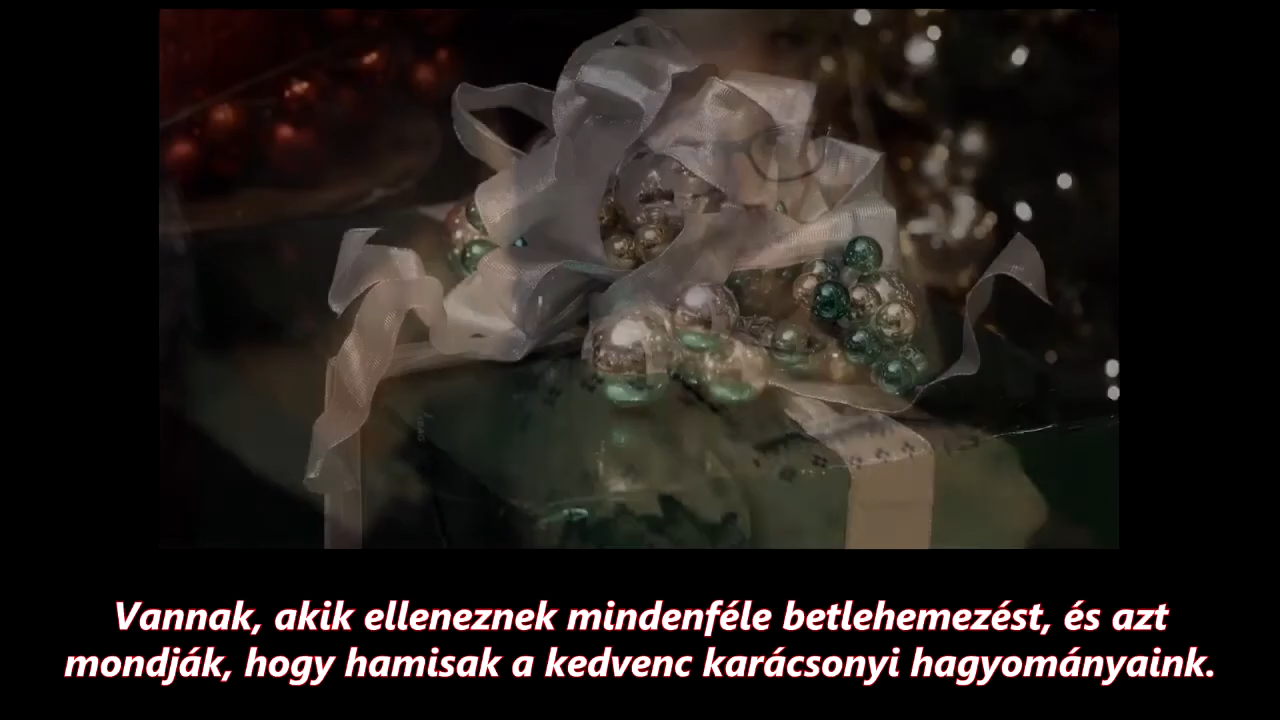 Vannak, akik elleneznek mindenféle betlehemezést, és azt
mondják, hogy hamisak a kedvenc karácsonyi hagyományaink.